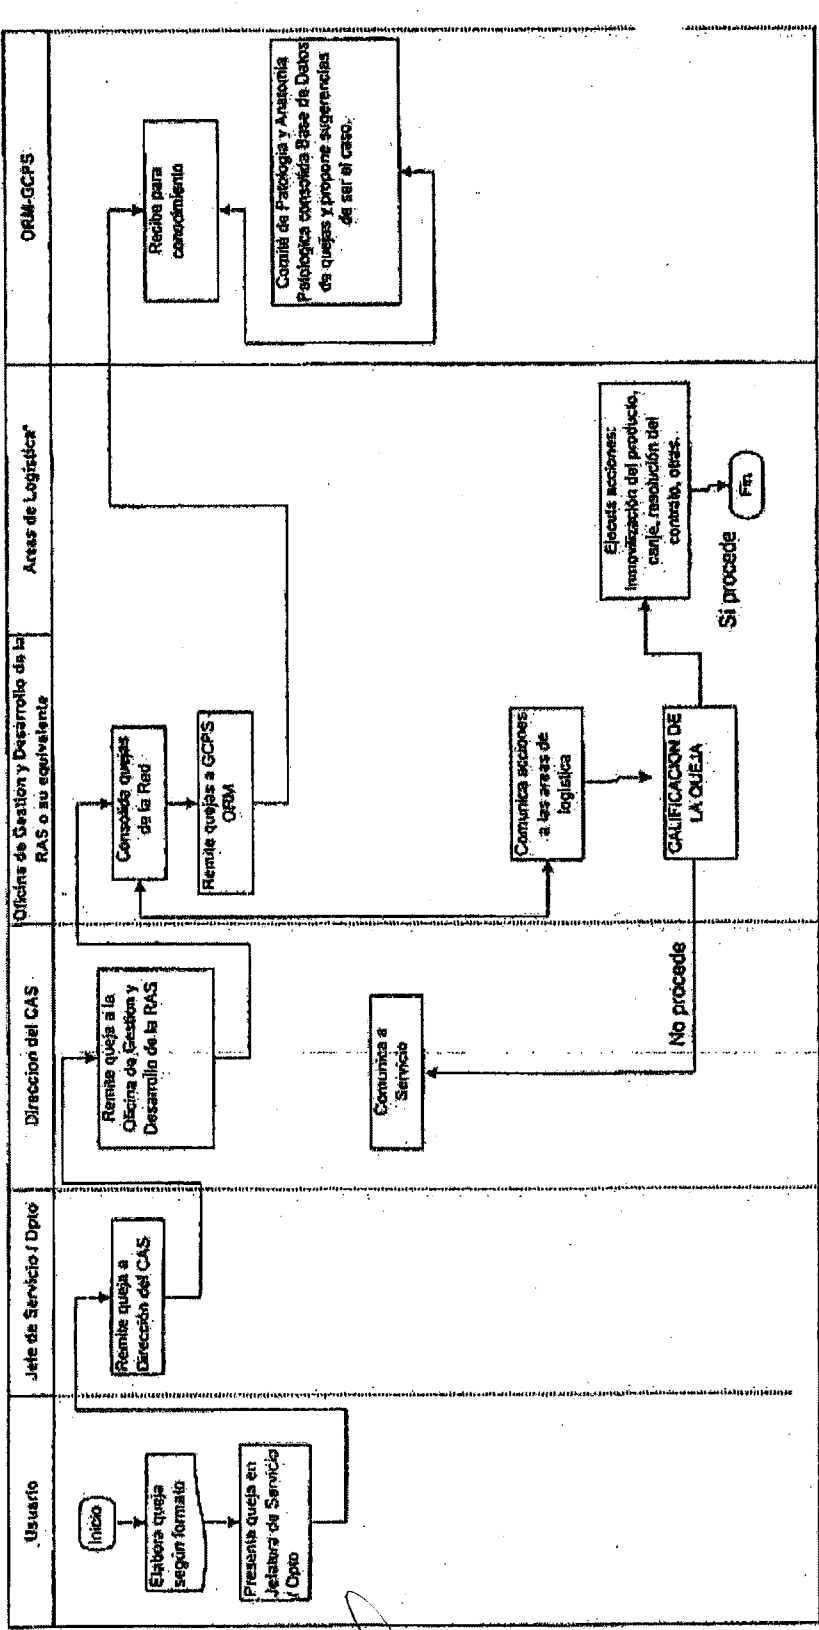 Usuario
Jefe de Servicio / Dpto
Direccion del CAS
Oficina de Gestion y Desarrollo de la
RAS o su equivalente
Areas de Logistica*
ORM-GCPS
Inicio
Elabora queja
según formato
Presenta queja en
Jefatura de Servicio
/ Dpto
Remite queja a
Dirección del CAS
Remite queja a la
Oficina de Gestion y
Desarrollo de la RAS
Comunica a
Servicio
Consolida quejas
de la Red
Remite quejas a GCPS
ORM
Comunica acciones
a las areas de
logistica
CALIFICACION DE
LA QUEJA
No procede
Si procede
Ejecuta acciones:
Inmovilización del producto,
canje, resolución del
contrato, otras.
Fin
Recibe para
conocimiento
Comité de Patología y Anatomia
Patologica consolida Base de Datos
de quejas y propone sugerencias
de ser el caso.